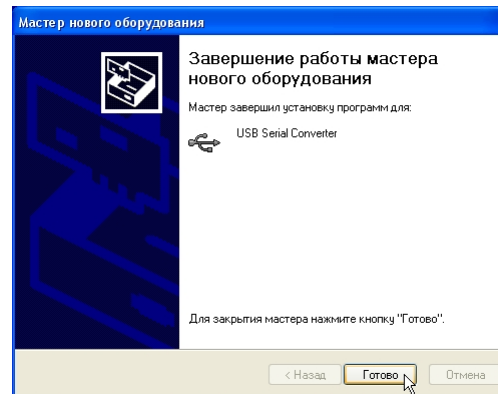 Мастер нового оборудования
Завершение работы мастера
нового оборудования
Мастер завершил установку программ для:
USB Serial Converter
Для закрытия мастера нажмите кнопку "Готово".
< Назад Готово Отмена